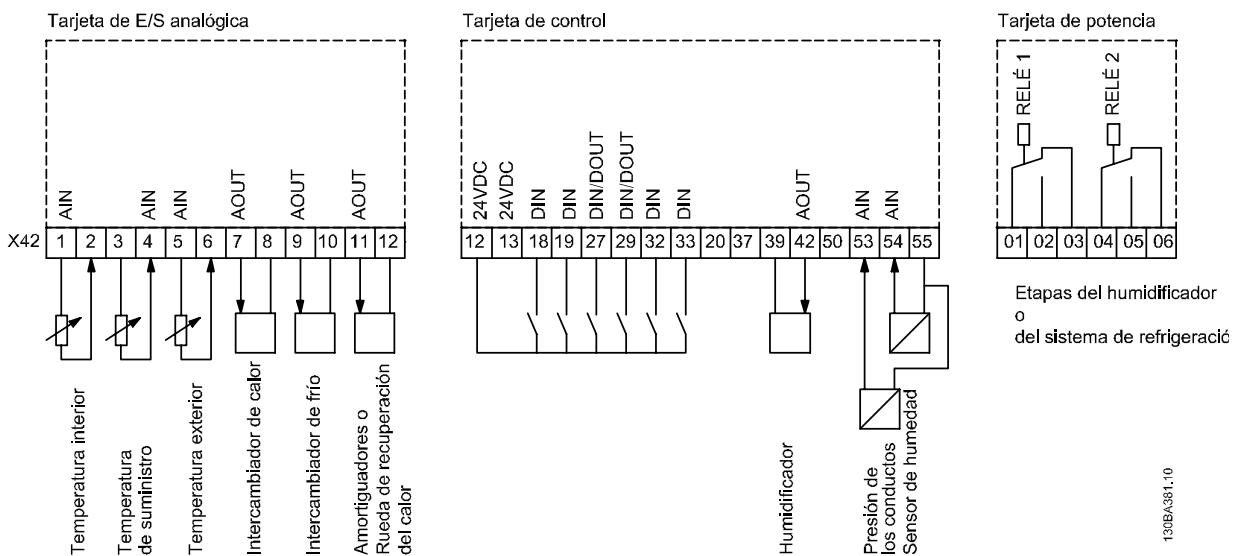 Tarjeta de E/S analógica
AIN
AIN
AIN
AOUT
AOUT
AOUT
X42
1 2 3 4 5 6 7 8 9 10 11 12
Temperatura interior
Temperatura
de suministro
Temperatura exterior
Intercambiador de calor
Intercambiador de frío
Amortiguadores o
Rueda de recuperación
del calor
Tarjeta de control
24VDC
24VDC
DIN
DIN
DIN/DOUT
DIN/DOUT
DIN
DIN
AOUT
AIN
AIN
12 13 18 19 27 29 32 33 20 37 39 42 50 53 54 55
Humidificador
Presión de
los conductos
Sensor de humedad
Tarjeta de potencia
RELÉ 1
RELÉ 2
01 02 03 04 05 06
Etapas del humidificador
o
del sistema de refrigeració
130BA381.10